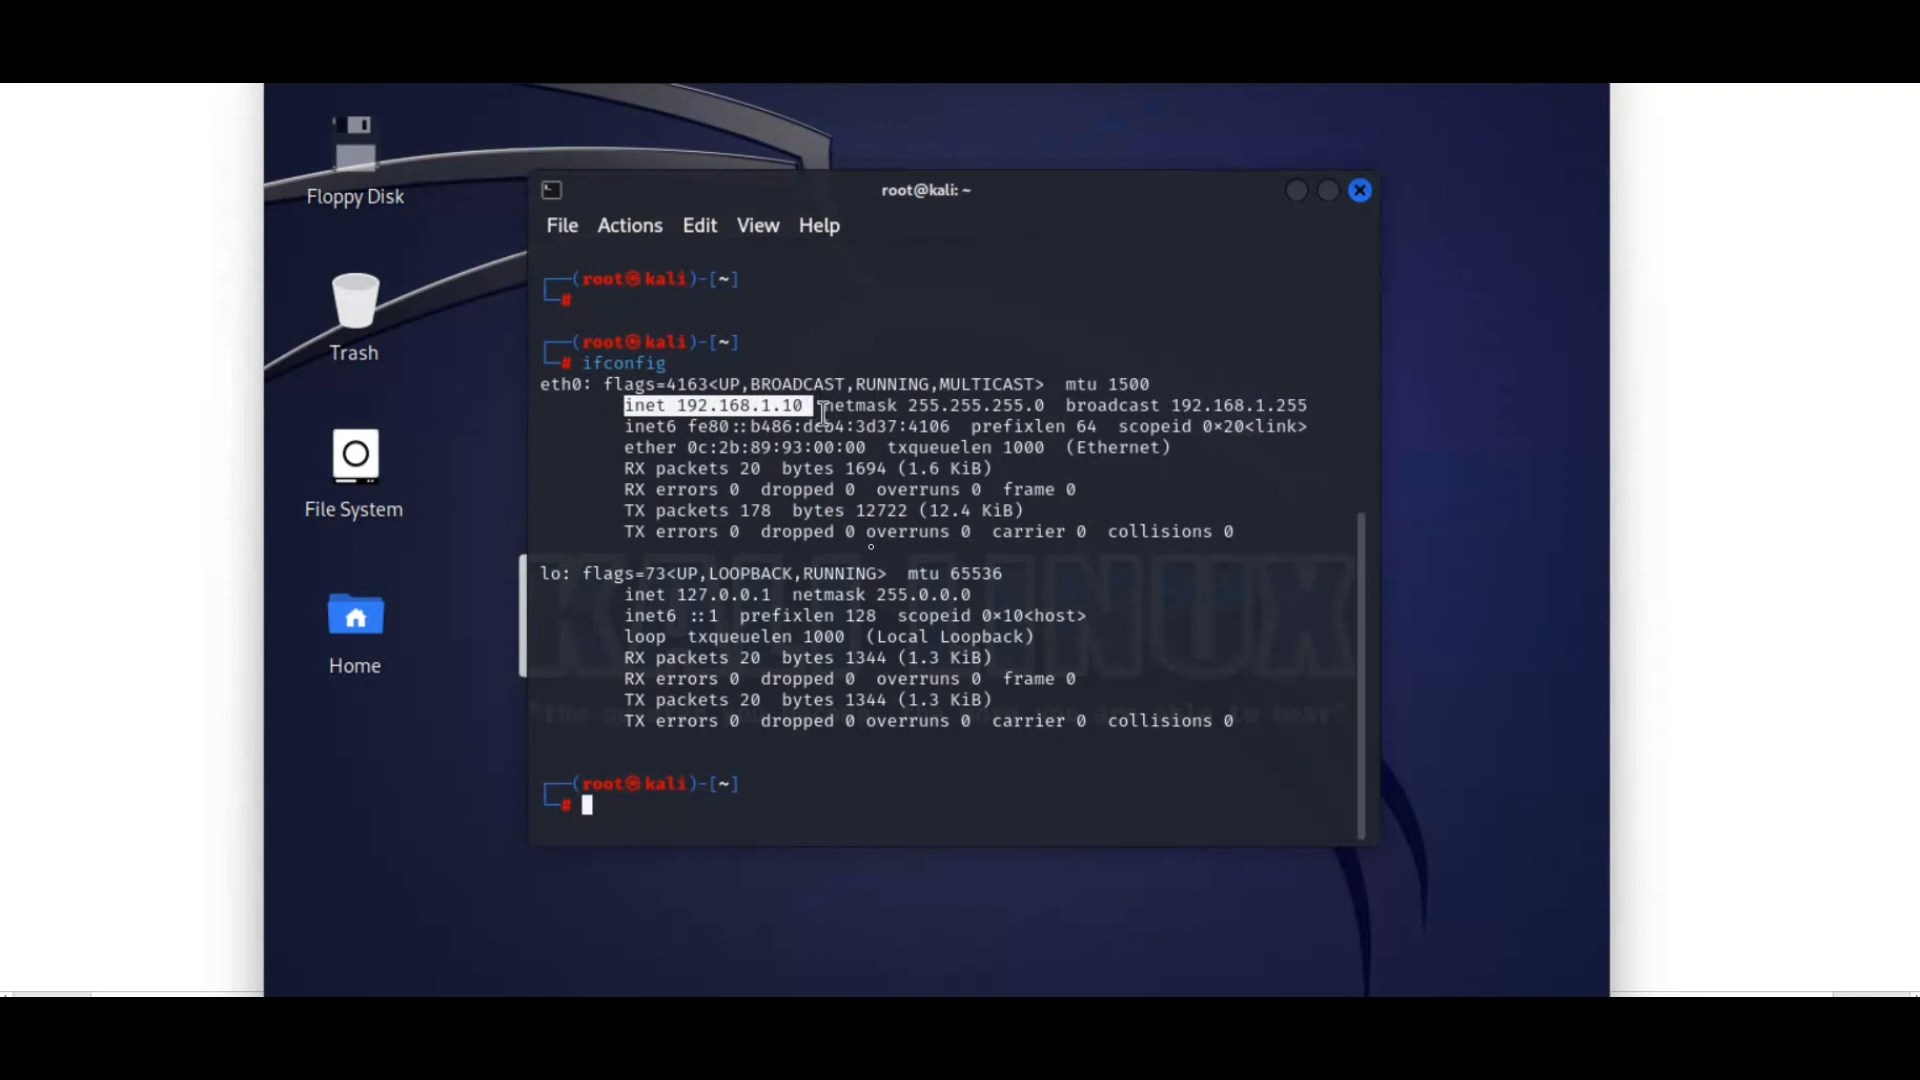 Floppy Disk
Trash
File System
Home
root@kali: ~
File Actions Edit View Help
┌──(root㉿kali)-[~]
└─#
┌──(root㉿kali)-[~]
└─# ifconfig
eth0: flags=4163<UP,BROADCAST,RUNNING,MULTICAST>  mtu 1500
inet 192.168.1.10  netmask 255.255.255.0  broadcast 192.168.1.255
inet6 fe80::b486:dcb4:3d37:4106  prefixlen 64  scopeid 0×20<link>
ether 0c:2b:89:93:00:00  txqueuelen 1000  (Ethernet)
RX packets 20  bytes 1694 (1.6 KiB)
RX errors 0  dropped 0  overruns 0  frame 0
TX packets 178  bytes 12722 (12.4 KiB)
TX errors 0  dropped 0 overruns 0  carrier 0  collisions 0
lo: flags=73<UP,LOOPBACK,RUNNING>  mtu 65536
inet 127.0.0.1  netmask 255.0.0.0
inet6 ::1  prefixlen 128  scopeid 0×10<host>
loop  txqueuelen 1000  (Local Loopback)
RX packets 20  bytes 1344 (1.3 KiB)
RX errors 0  dropped 0  overruns 0  frame 0
TX packets 20  bytes 1344 (1.3 KiB)
TX errors 0  dropped 0 overruns 0  carrier 0  collisions 0
┌──(root㉿kali)-[~]
└─#
KALI LINUX